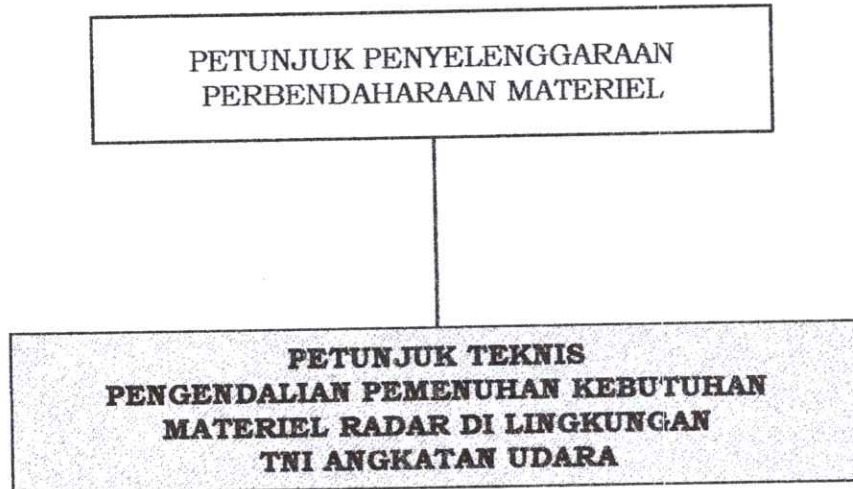 PETUNJUK PENYELENGGARAAN
PERBENDAHARAAN MATERIEL
PETUNJUK TEKNIS
PENGENDALIAN PEMENUHAN KEBUTUHAN
MATERIEL RADAR DI LINGKUNGAN
TNI ANGKATAN UDARA